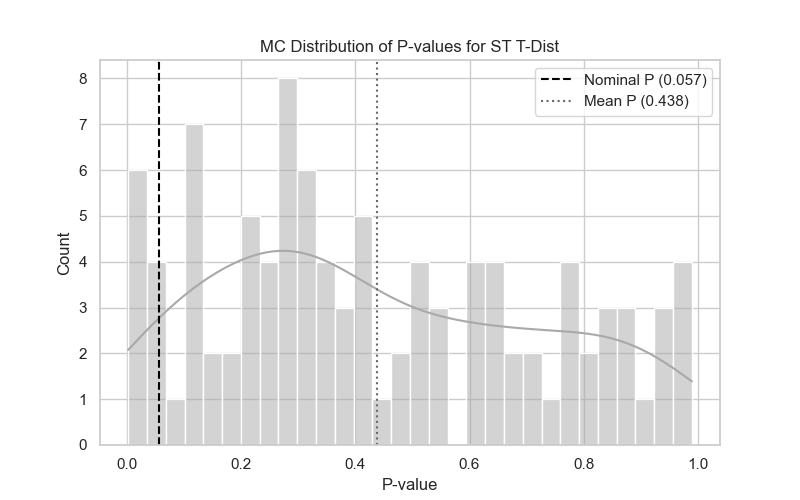 MC Distribution of P-values for ST T-Dist
Nominal P (0.057)
Mean P (0.438)
Count
8
7
6
5
4
3
2
1
0
0.0 0.2 0.4 0.6 0.8 1.0
P-value